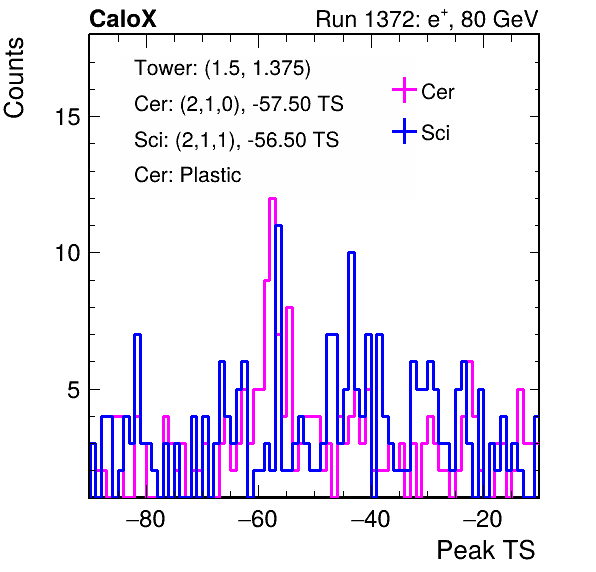 CaloX Run 1372: e⁺, 80 GeV
Counts
Tower: (1.5, 1.375)
Cer: (2,1,0), -57.50 TS
Sci: (2,1,1), -56.50 TS
Cer: Plastic
Cer
Sci
15
10
5
−80 −60 −40 −20
Peak TS